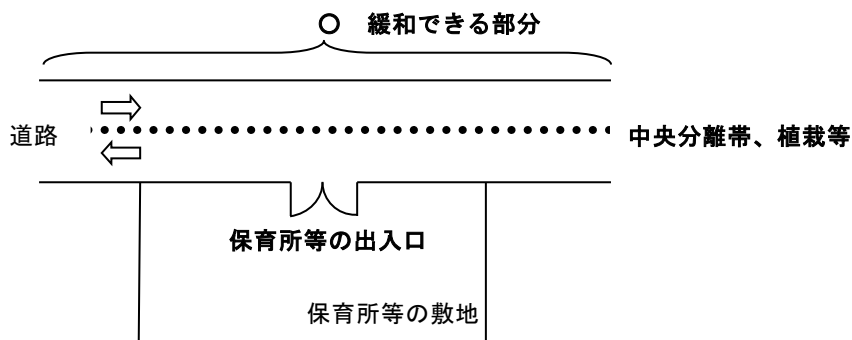 ○ 緩和できる部分
道路
中央分離帯、植栽等
保育所等の出入口
保育所等の敷地